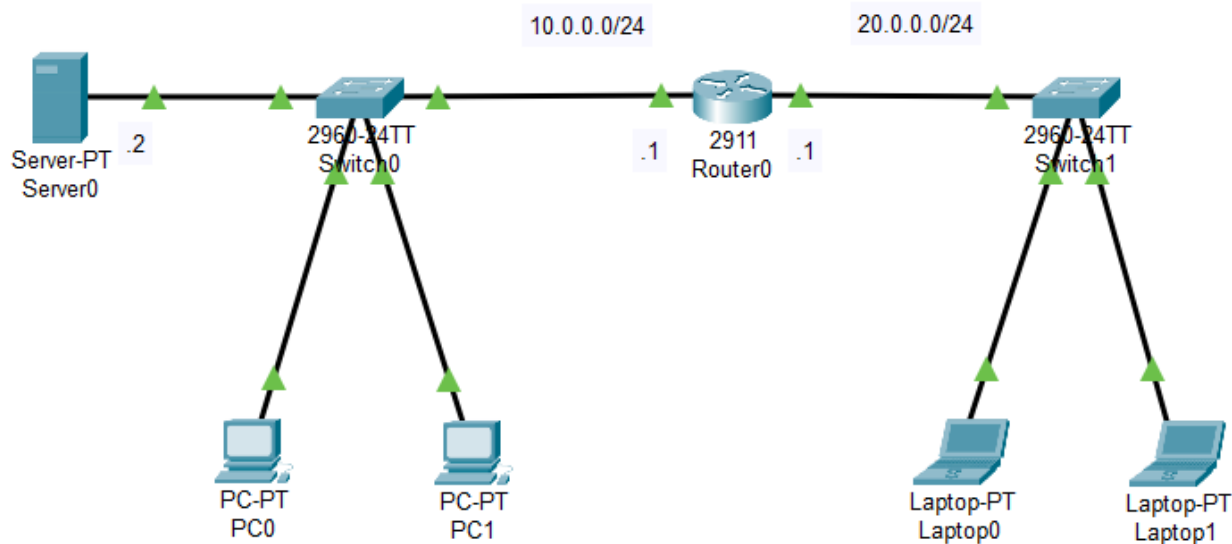 10.0.0.0/24
20.0.0.0/24
Server-PT
Server0
.2
2960-24TT
Switch0
.1
2911
Router0
.1
2960-24TT
Switch1
PC-PT
PC0
PC-PT
PC1
Laptop-PT
Laptop0
Laptop-PT
Laptop1